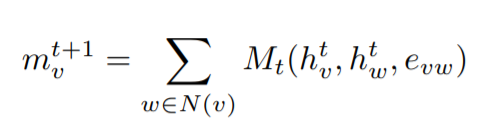 $m_v^{t+1} = \sum_{w \in N(v)} M_t(h_v^t, h_w^t, e_{vw})$